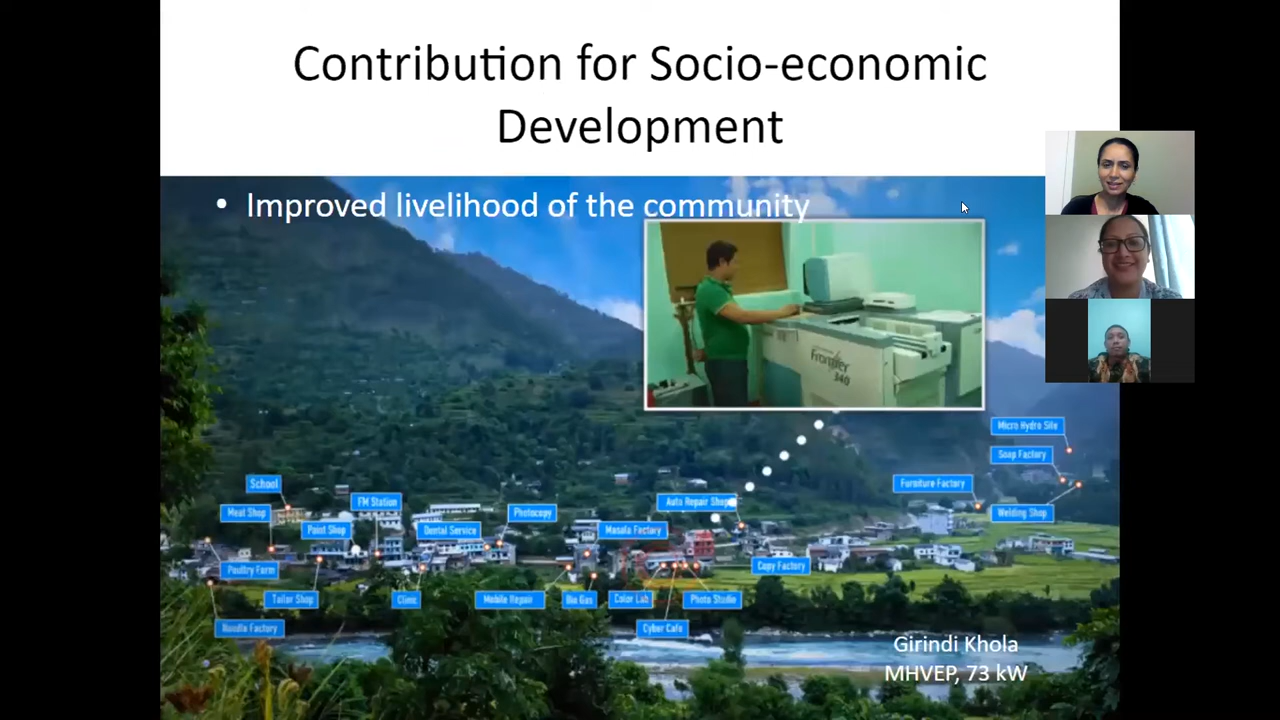 Contribution for Socio-economic
Development
• Improved livelihood of the community
Frontier
340
Micro Hydro Site
Soap Factory
School
FM Station
Furniture Factory
Meat Shop
Paint Shop
Dental Service
Photocopy
Masala Factory
Auto Repair Shop
Welding Shop
Poultry Farm
Copy Factory
Tailor Shop
Clinic
Mobile Repair
Bio Gas
Color Lab
Photo Studio
Noodle Factory
Cyber Cafe
Girindi Khola
MHVEP, 73 kW